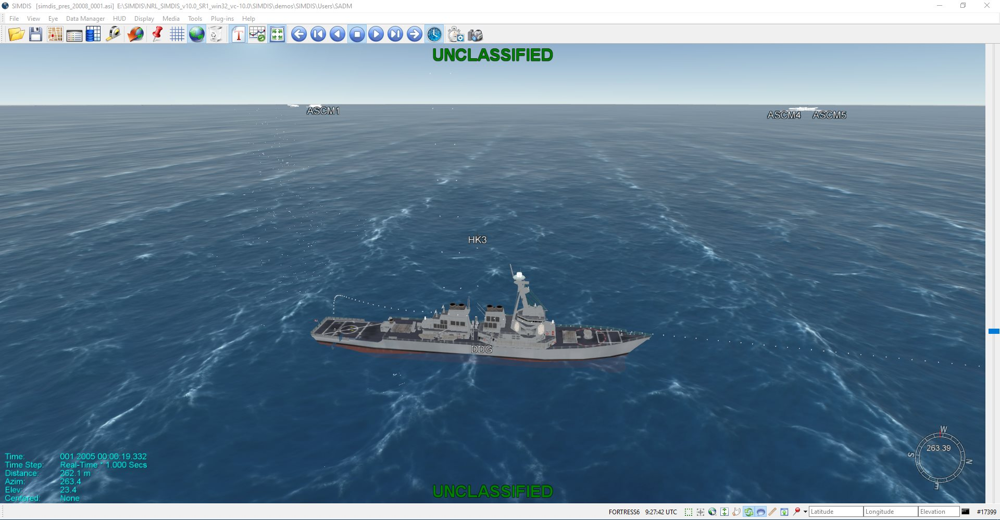 SIMDIS [simdis_pres_20008_0001.asi] E:\SIMDIS\NRL_SIMDIS_v10.0_SR1_win32_vc-10.0\SIMDIS\demos\SIMDIS\Users\SADM
File View Eye Data Manager HUD Display Media Tools Plug-ins Help
T
UNCLASSIFIED
ASCM1
ASCM4 ASCM5
HK3
DDG
W
263.39
S
N
E
Time: 001 2005 00:00:19.332
Time Step: Real-Time * 1.000 Secs
Distance: 262.1 m
Azim: 263.4
Elev: 23.4
Centered: None
UNCLASSIFIED
FORTRESS6 9:27:42 UTC Latitude Longitude Elevation #17399